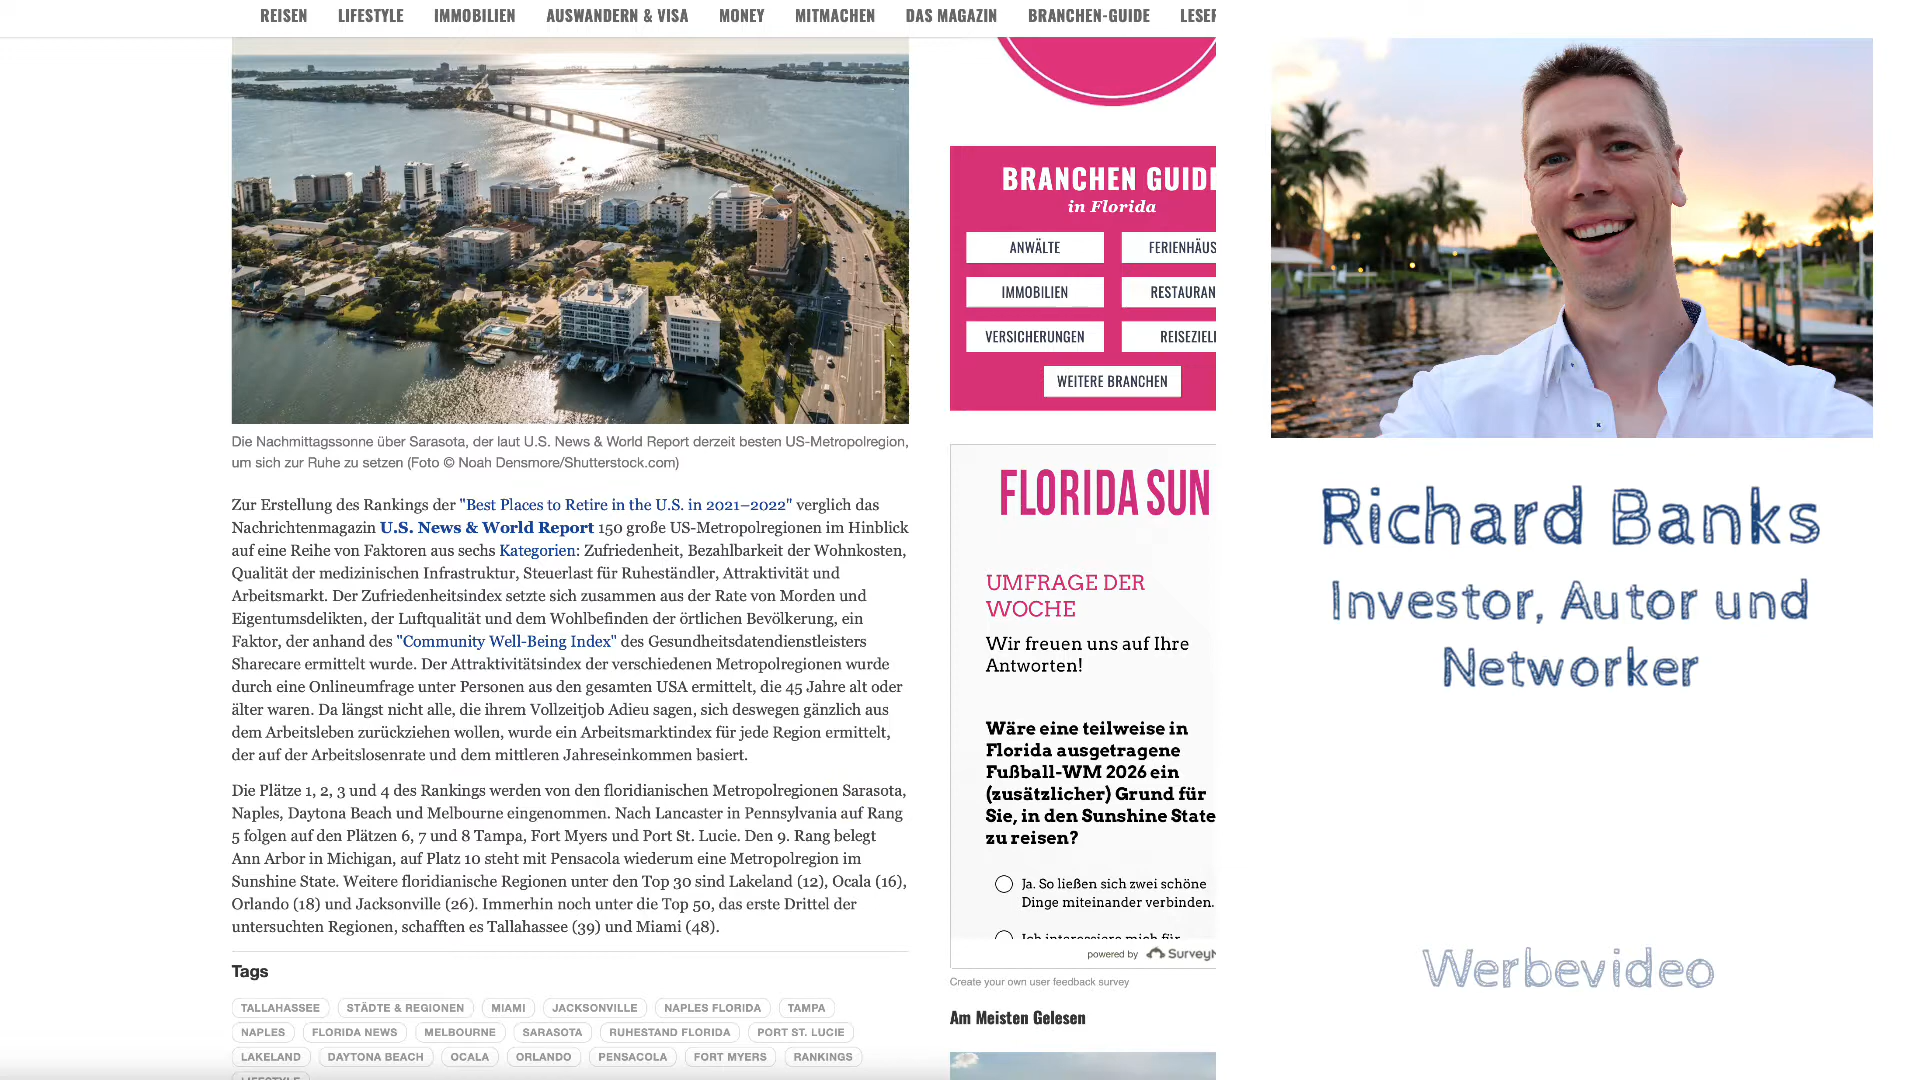 REISEN LIFESTYLE IMMOBILIEN AUSWANDERN & VISA MONEY MITMACHEN DAS MAGAZIN BRANCHEN-GUIDE LESER
Die Nachmittagssonne über Sarasota, der laut U.S. News & World Report derzeit besten US-Metropolregion,
um sich zur Ruhe zu setzen (Foto © Noah Densmore/Shutterstock.com)
Zur Erstellung des Rankings der "Best Places to Retire in the U.S. in 2021–2022" verglich das
Nachrichtenmagazin U.S. News & World Report 150 große US-Metropolregionen im Hinblick
auf eine Reihe von Faktoren aus sechs Kategorien: Zufriedenheit, Bezahlbarkeit der Wohnkosten,
Qualität der medizinischen Infrastruktur, Steuerlast für Ruheständler, Attraktivität und
Arbeitsmarkt. Der Zufriedenheitsindex setzte sich zusammen aus der Rate von Morden und
Eigentumsdelikten, der Luftqualität und dem Wohlbefinden der örtlichen Bevölkerung, ein
Faktor, der anhand des "Community Well-Being Index" des Gesundheitsdatendienstleisters
Sharecare ermittelt wurde. Der Attraktivitätsindex der verschiedenen Metropolregionen wurde
durch eine Onlineumfrage unter Personen aus den gesamten USA ermittelt, die 45 Jahre alt oder
älter waren. Da längst nicht alle, die ihrem Vollzeitjob Adieu sagen, sich deswegen gänzlich aus
dem Arbeitsleben zurückziehen wollen, wurde ein Arbeitsmarktindex für jede Region ermittelt,
der auf der Arbeitslosenrate und dem mittleren Jahreseinkommen basiert.
Die Plätze 1, 2, 3 und 4 des Rankings werden von den floridianischen Metropolregionen Sarasota,
Naples, Daytona Beach und Melbourne eingenommen. Nach Lancaster in Pennsylvania auf Rang
5 folgen auf den Plätzen 6, 7 und 8 Tampa, Fort Myers und Port St. Lucie. Den 9. Rang belegt
Ann Arbor in Michigan, auf Platz 10 steht mit Pensacola wiederum eine Metropolregion im
Sunshine State. Weitere floridianische Regionen unter den Top 30 sind Lakeland (12), Ocala (16),
Orlando (18) und Jacksonville (26). Immerhin noch unter die Top 50, das erste Drittel der
untersuchten Regionen, schafften es Tallahassee (39) und Miami (48).
Tags
TALLAHASSEE STÄDTE & REGIONEN MIAMI JACKSONVILLE NAPLES FLORIDA TAMPA
NAPLES FLORIDA NEWS MELBOURNE SARASOTA RUHESTAND FLORIDA PORT ST. LUCIE
LAKELAND DAYTONA BEACH OCALA ORLANDO PENSACOLA FORT MYERS RANKINGS
LIFESTYLE
BRANCHEN GUIDE
in Florida
ANWÄLTE FERIENHÄUS
IMMOBILIEN RESTAURAN
VERSICHERUNGEN REISEZIEL
WEITERE BRANCHEN
FLORIDA SUN
UMFRAGE DER
WOCHE
Wir freuen uns auf Ihre
Antworten!
Wäre eine teilweise in
Florida ausgetragene
Fußball-WM 2026 ein
(zusätzlicher) Grund für
Sie, in den Sunshine State
zu reisen?
Ja. So ließen sich zwei schöne
Dinge miteinander verbinden.
Ich interessiere mich für
powered by Survey
Create your own user feedback survey
Am Meisten Gelesen
Richard Banks
Investor, Autor und
Networker
Werbevideo